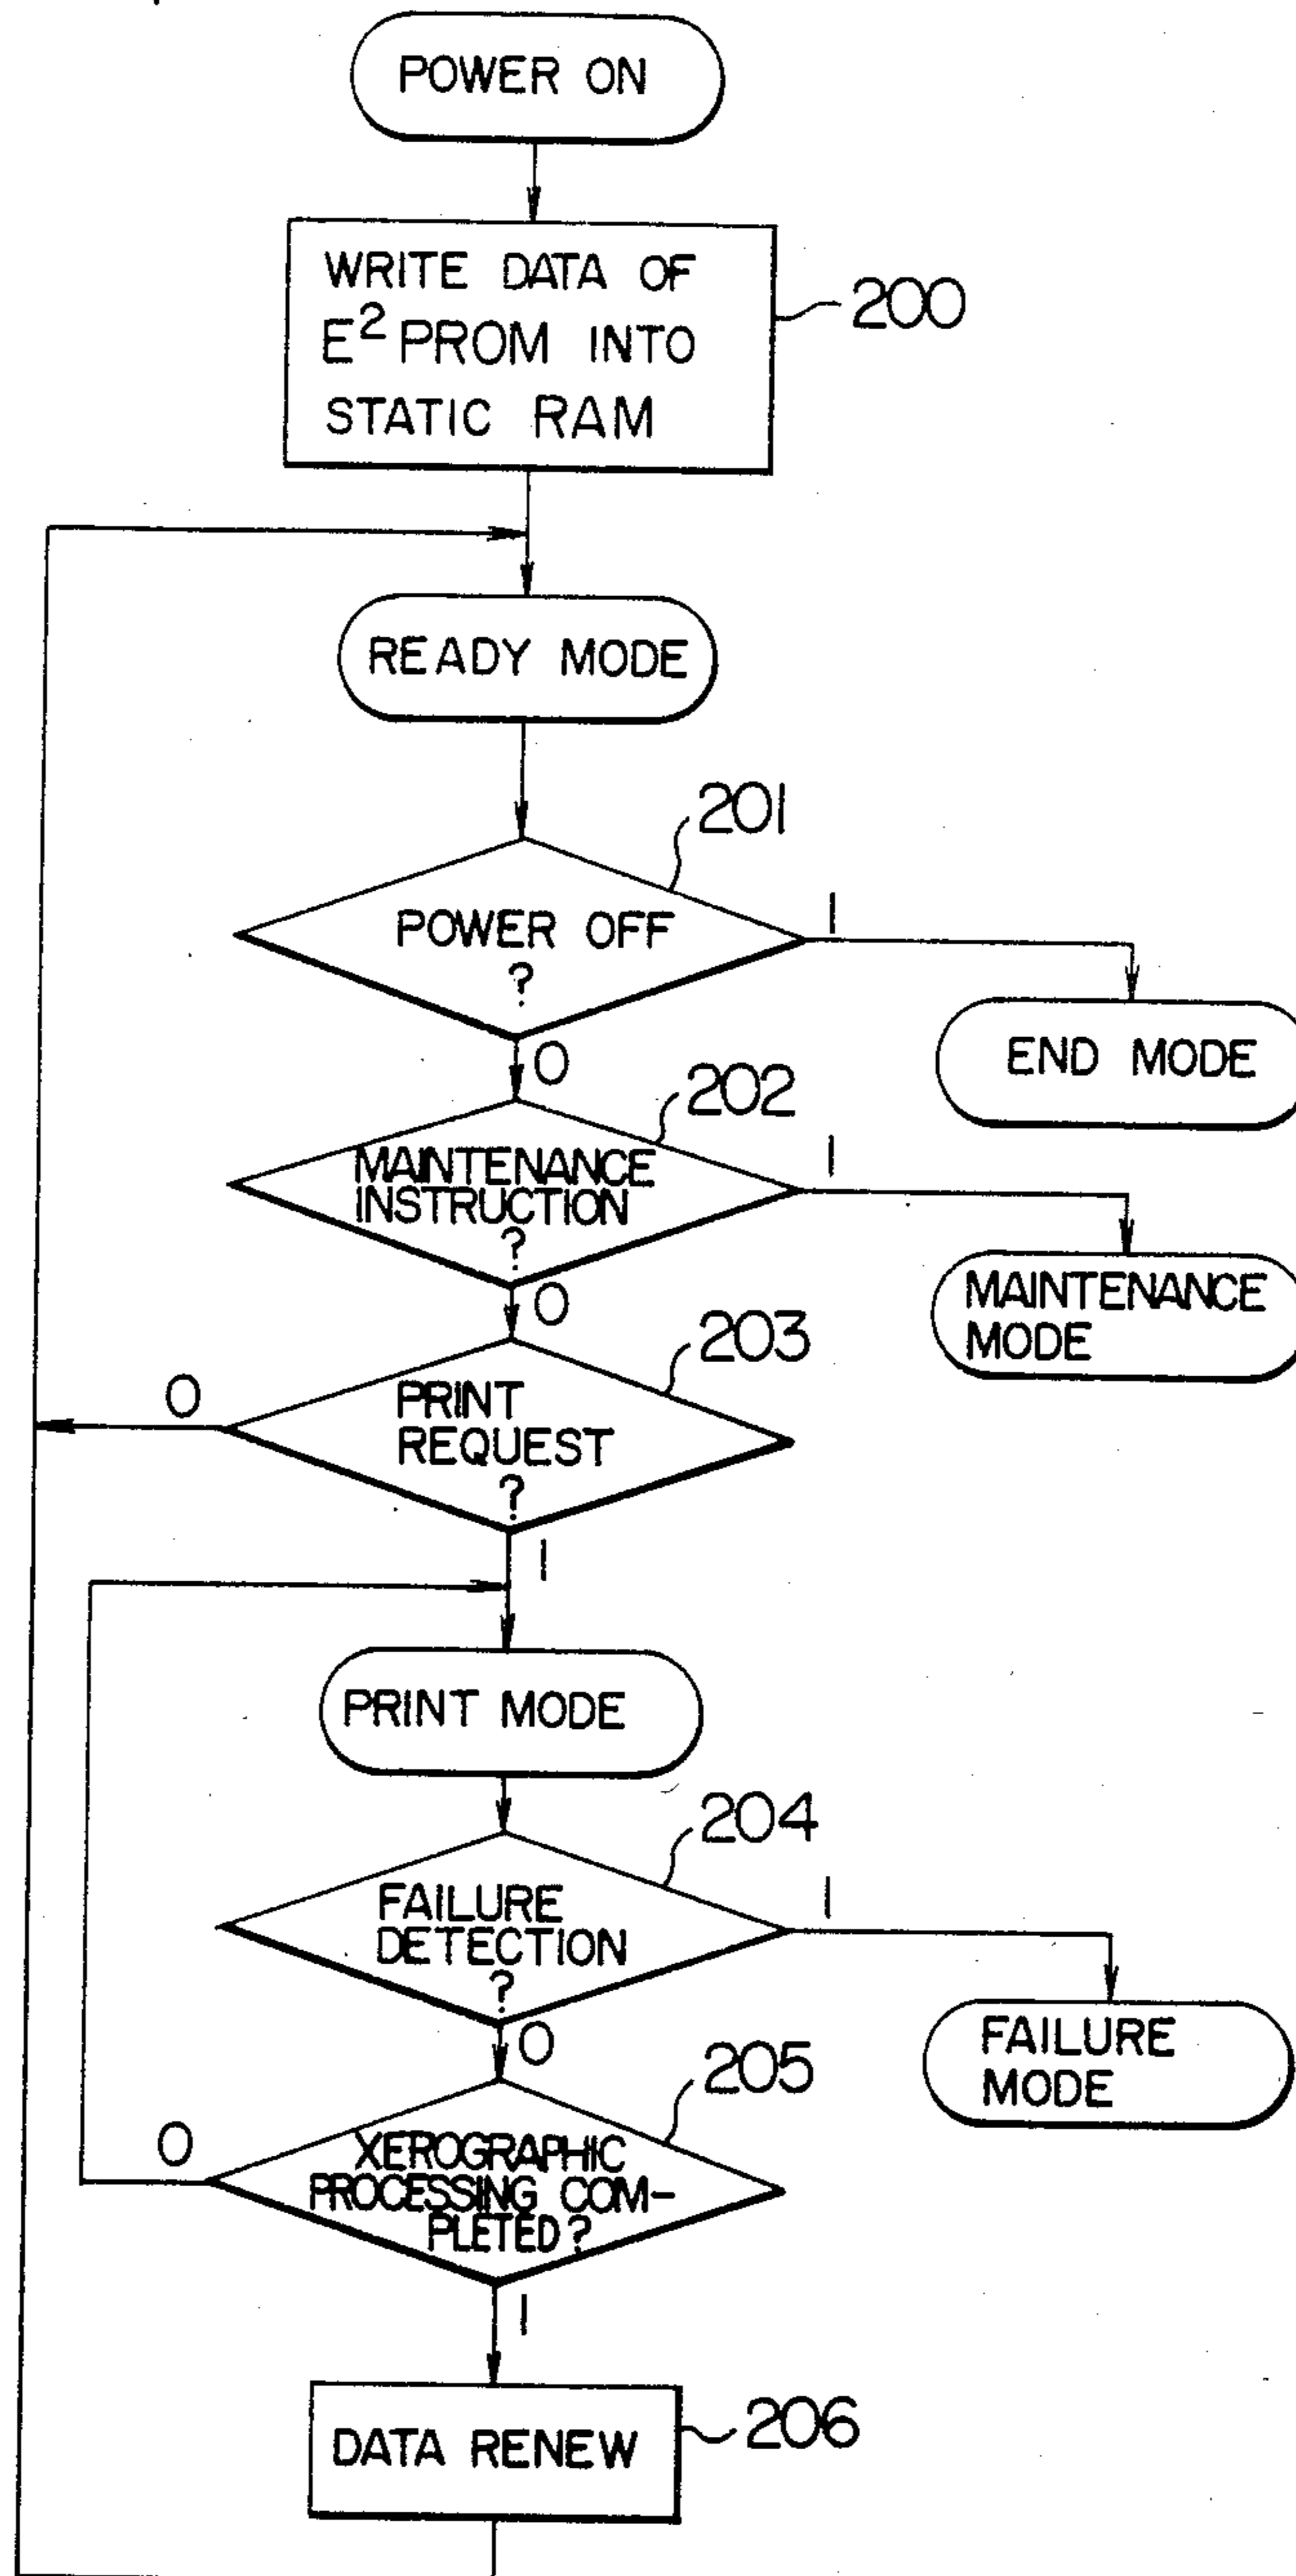 POWER ON
WRITE DATA OF
E² PROM INTO
STATIC RAM
200
READY MODE
201
POWER OFF
?
1
0
END MODE
202
MAINTENANCE
INSTRUCTION
?
1
0
MAINTENANCE
MODE
203
PRINT
REQUEST
?
0
1
PRINT MODE
204
FAILURE
DETECTION
?
1
0
FAILURE
MODE
205
XEROGRAPHIC
PROCESSING COM-
PLETED?
0
1
DATA RENEW
206